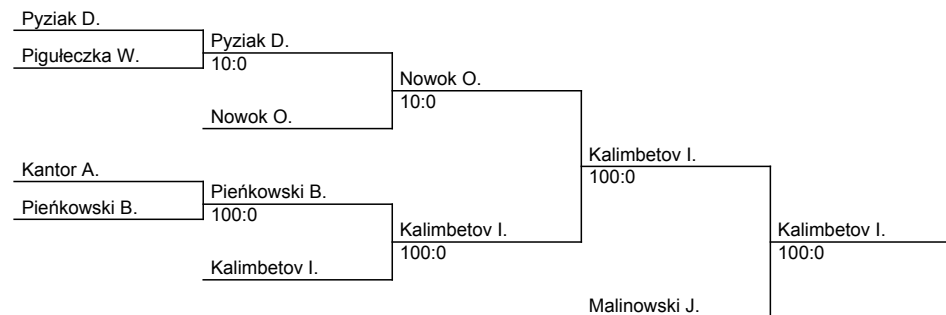 Pyziak D.
Pigułeczka W.
Pyziak D.
10:0
Nowok O.
Nowok O.
10:0
Kantor A.
Pieńkowski B.
Pieńkowski B.
100:0
Kalimbetov I.
Kalimbetov I.
100:0
Kalimbetov I.
100:0
Malinowski J.
Kalimbetov I.
100:0